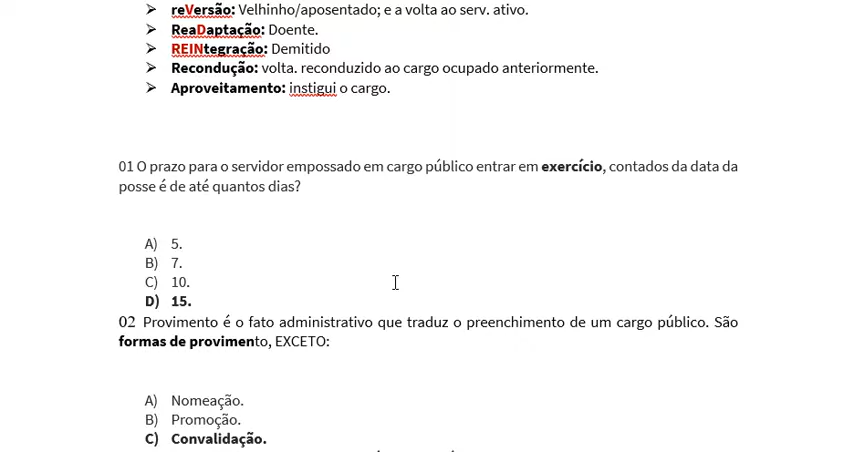 ➢ reVersão: Velhinho/aposentado; e a volta ao serv. ativo.
➢ ReaDaptação: Doente.
➢ REINtegração: Demitido
➢ Recondução: volta. reconduzido ao cargo ocupado anteriormente.
➢ Aproveitamento: instigui o cargo.
01 O prazo para o servidor empossado em cargo público entrar em exercício, contados da data da
posse é de até quantos dias?
A) 5.
B) 7.
C) 10.
D) 15.
02 Provimento é o fato administrativo que traduz o preenchimento de um cargo público. São
formas de provimento, EXCETO:
A) Nomeação.
B) Promoção.
C) Convalidação.